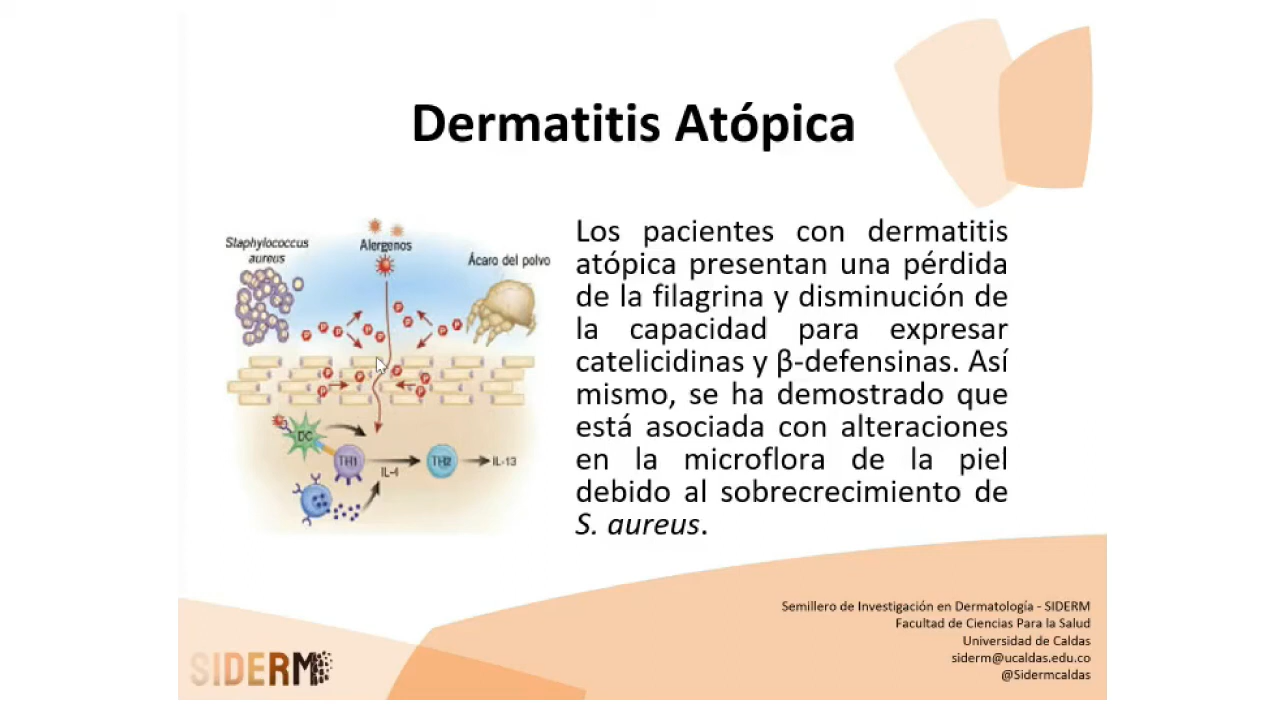 Dermatitis Atópica
Staphylococcus
aureus
Alergenos
Ácaro del polvo
P P P P P P P P P P
P P P P P P
DC
TH1
IL-4
TH2
IL-13
Los pacientes con dermatitis
atópica presentan una pérdida
de la filagrina y disminución de
la capacidad para expresar
catelicidinas y β-defensinas. Así
mismo, se ha demostrado que
está asociada con alteraciones
en la microflora de la piel
debido al sobrecrecimiento de
S. aureus.
Semillero de Investigación en Dermatología - SIDERM
Facultad de Ciencias Para la Salud
Universidad de Caldas
siderm@ucaldas.edu.co
@Sidermcaldas
SIDERM